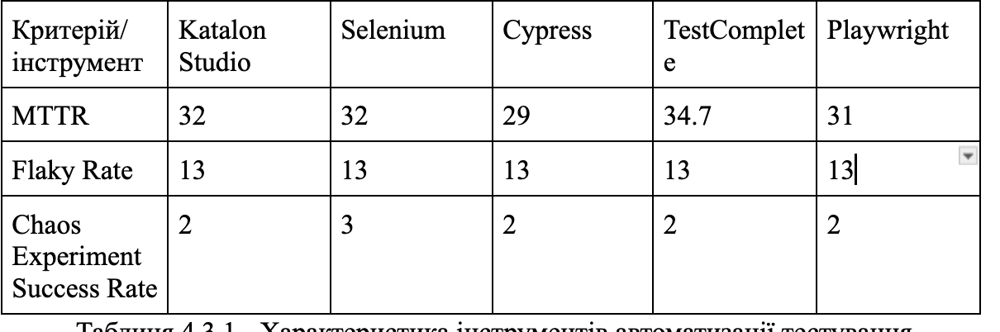 Критерій/ Katalon Selenium Cypress TestComplet Playwright
інструмент Studio e
MTTR 32 32 29 34.7 31
Flaky Rate 13 13 13 13 13
Chaos 2 3 2 2 2
Experiment
Success Rate
Таблиця 4.3.1 - Характеристика інструментів автоматизації тестування